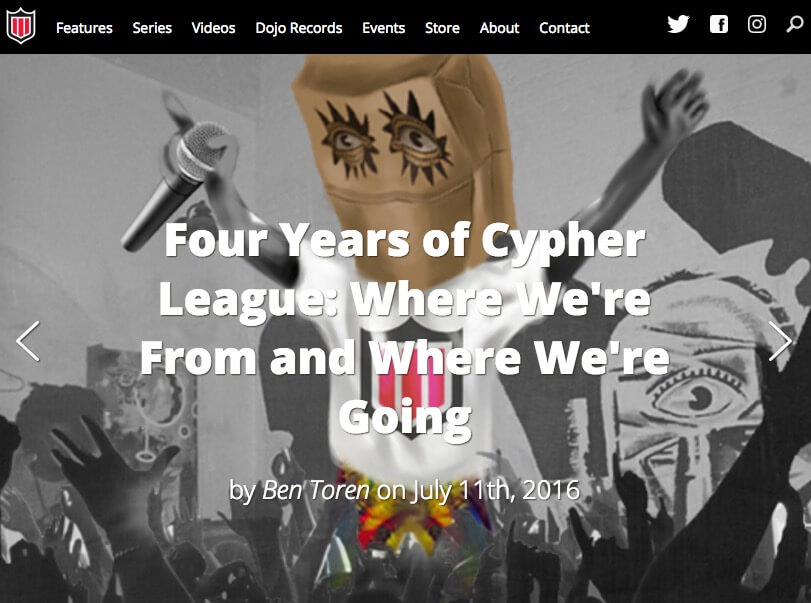 Features Series Videos Dojo Records Events Store About Contact
Four Years of Cypher
League: Where We're
From and Where We're
Going
by Ben Toren on July 11th, 2016